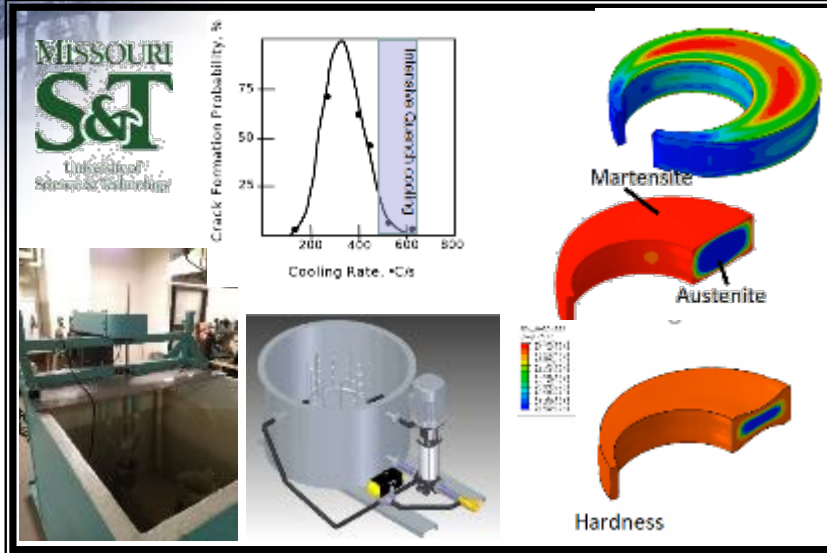 MISSOURI
S&T
University of
Science & Technology
Crack Formation Probability, %
75
50
25
Intensive Quench cooling
200
400
600
800
Cooling Rate, °C/s
Martensite
Austenite
Hardness